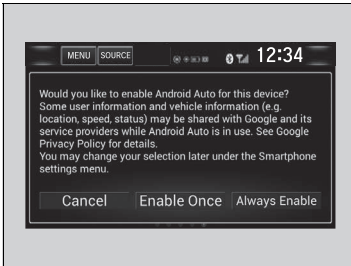 MENU SOURCE 12:34
Would you like to enable Android Auto for this device?
Some user information and vehicle information (e.g.
location, speed, status) may be shared with Google and its
service providers while Android Auto is in use. See Google
Privacy Policy for details.
You may change your selection later under the Smartphone
settings menu.
Cancel Enable Once Always Enable